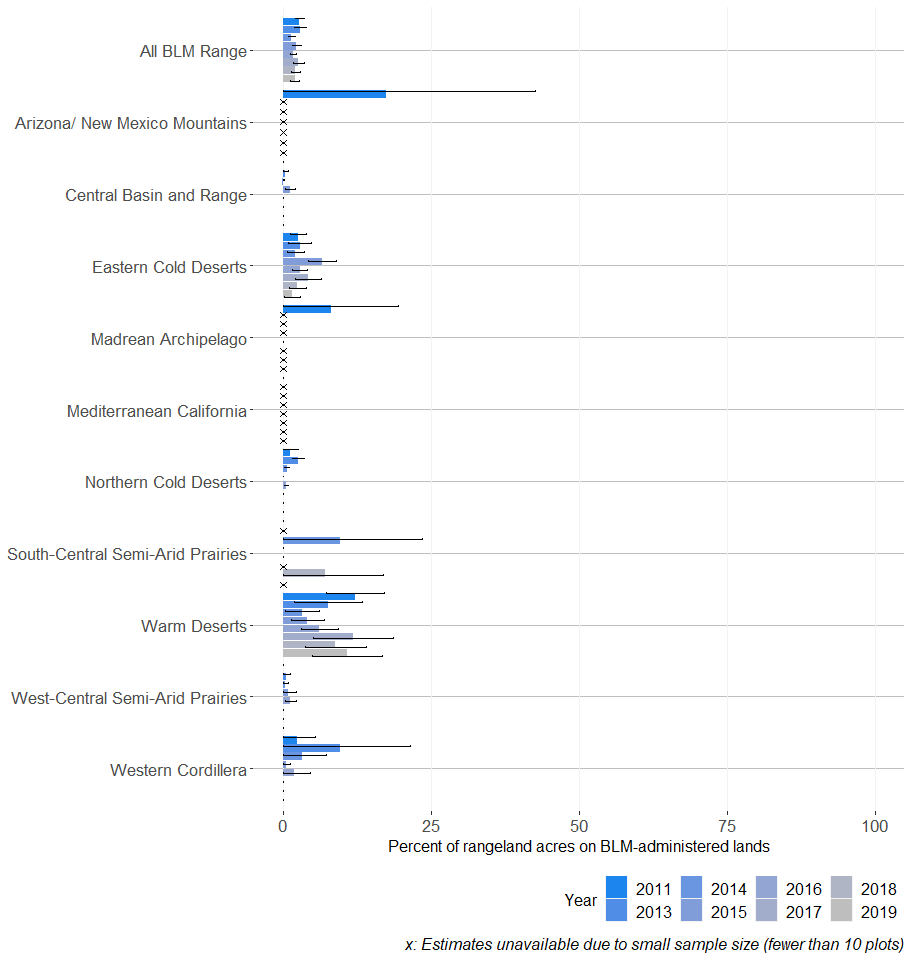 All BLM Range
Arizona/ New Mexico Mountains
Central Basin and Range
Eastern Cold Deserts
Madrean Archipelago
Mediterranean California
Northern Cold Deserts
South-Central Semi-Arid Prairies
Warm Deserts
West-Central Semi-Arid Prairies
Western Cordillera
0 25 50 75 100
Percent of rangeland acres on BLM-administered lands
Year 2011 2014 2016 2018
2013 2015 2017 2019
x: Estimates unavailable due to small sample size (fewer than 10 plots)